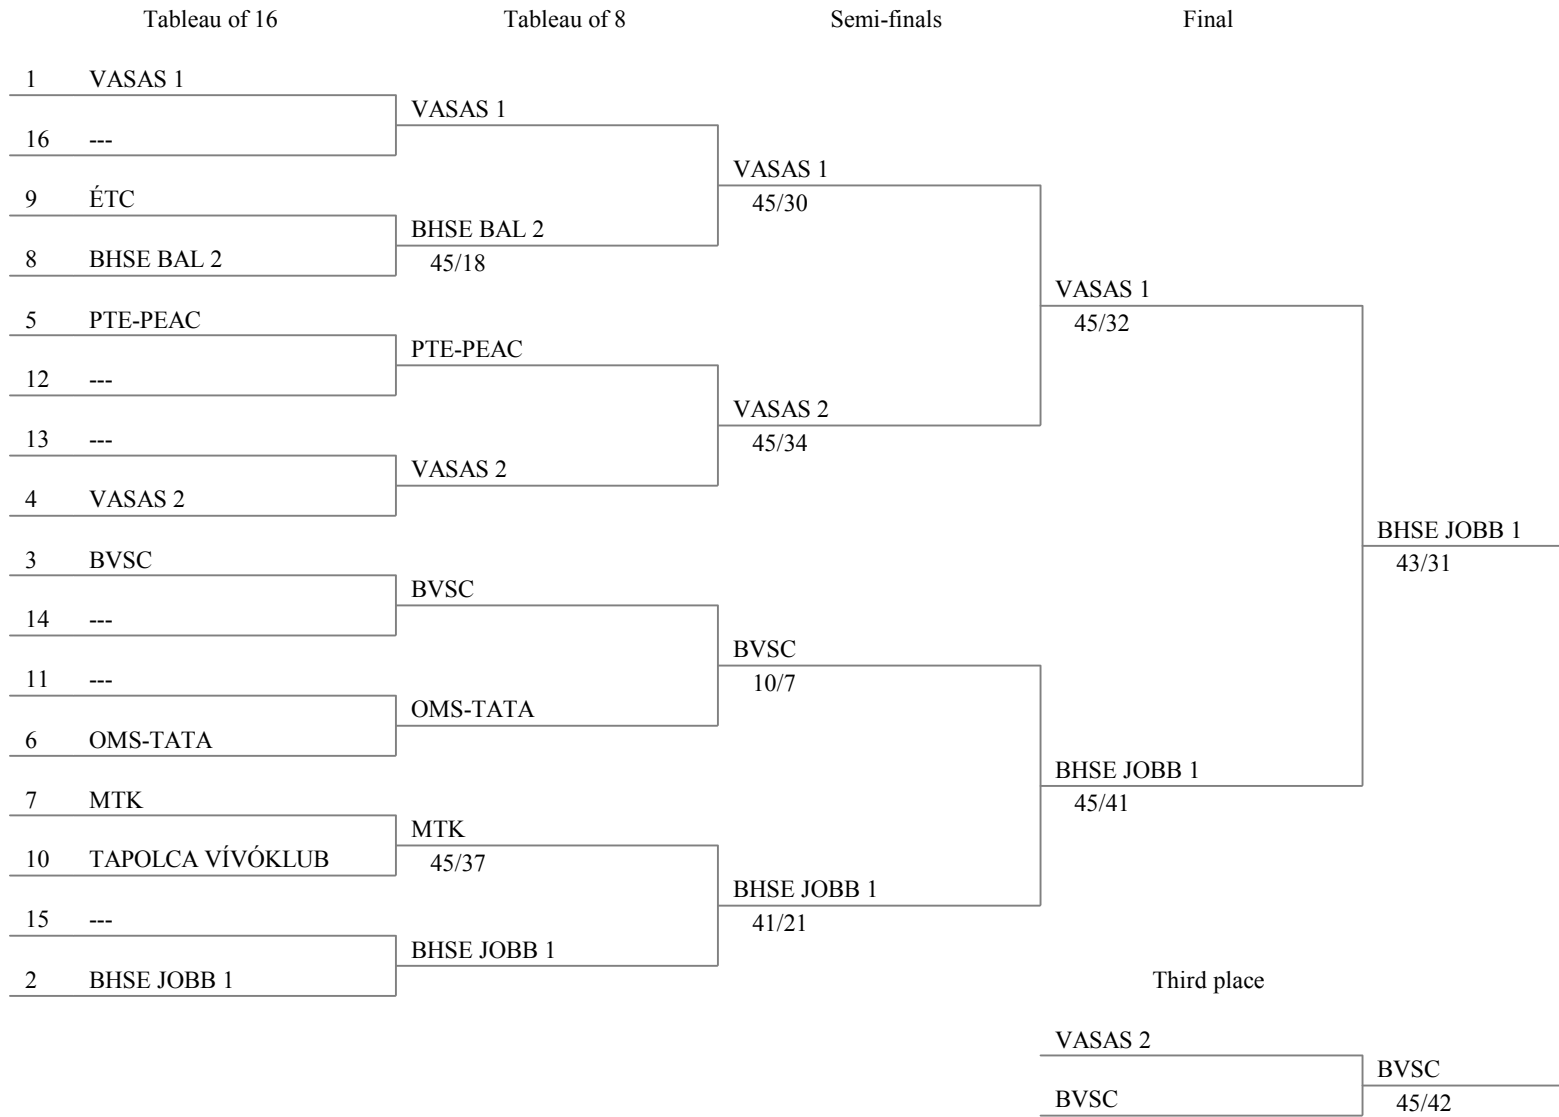 Tableau of 16 Tableau of 8 Semi-finals Final
1 VASAS 1
VASAS 1
16 ---
VASAS 1
45/30
9 ÉTC
BHSE BAL 2
45/18
8 BHSE BAL 2
VASAS 1
45/32
5 PTE-PEAC
PTE-PEAC
12 ---
VASAS 2
45/34
13 ---
VASAS 2
4 VASAS 2
BHSE JOBB 1
43/31
3 BVSC
BVSC
14 ---
BVSC
10/7
11 ---
OMS-TATA
6 OMS-TATA
BHSE JOBB 1
45/41
7 MTK
MTK
45/37
10 TAPOLCA VÍVÓKLUB
BHSE JOBB 1
41/21
15 ---
BHSE JOBB 1
2 BHSE JOBB 1
Third place
VASAS 2
BVSC
45/42
BVSC